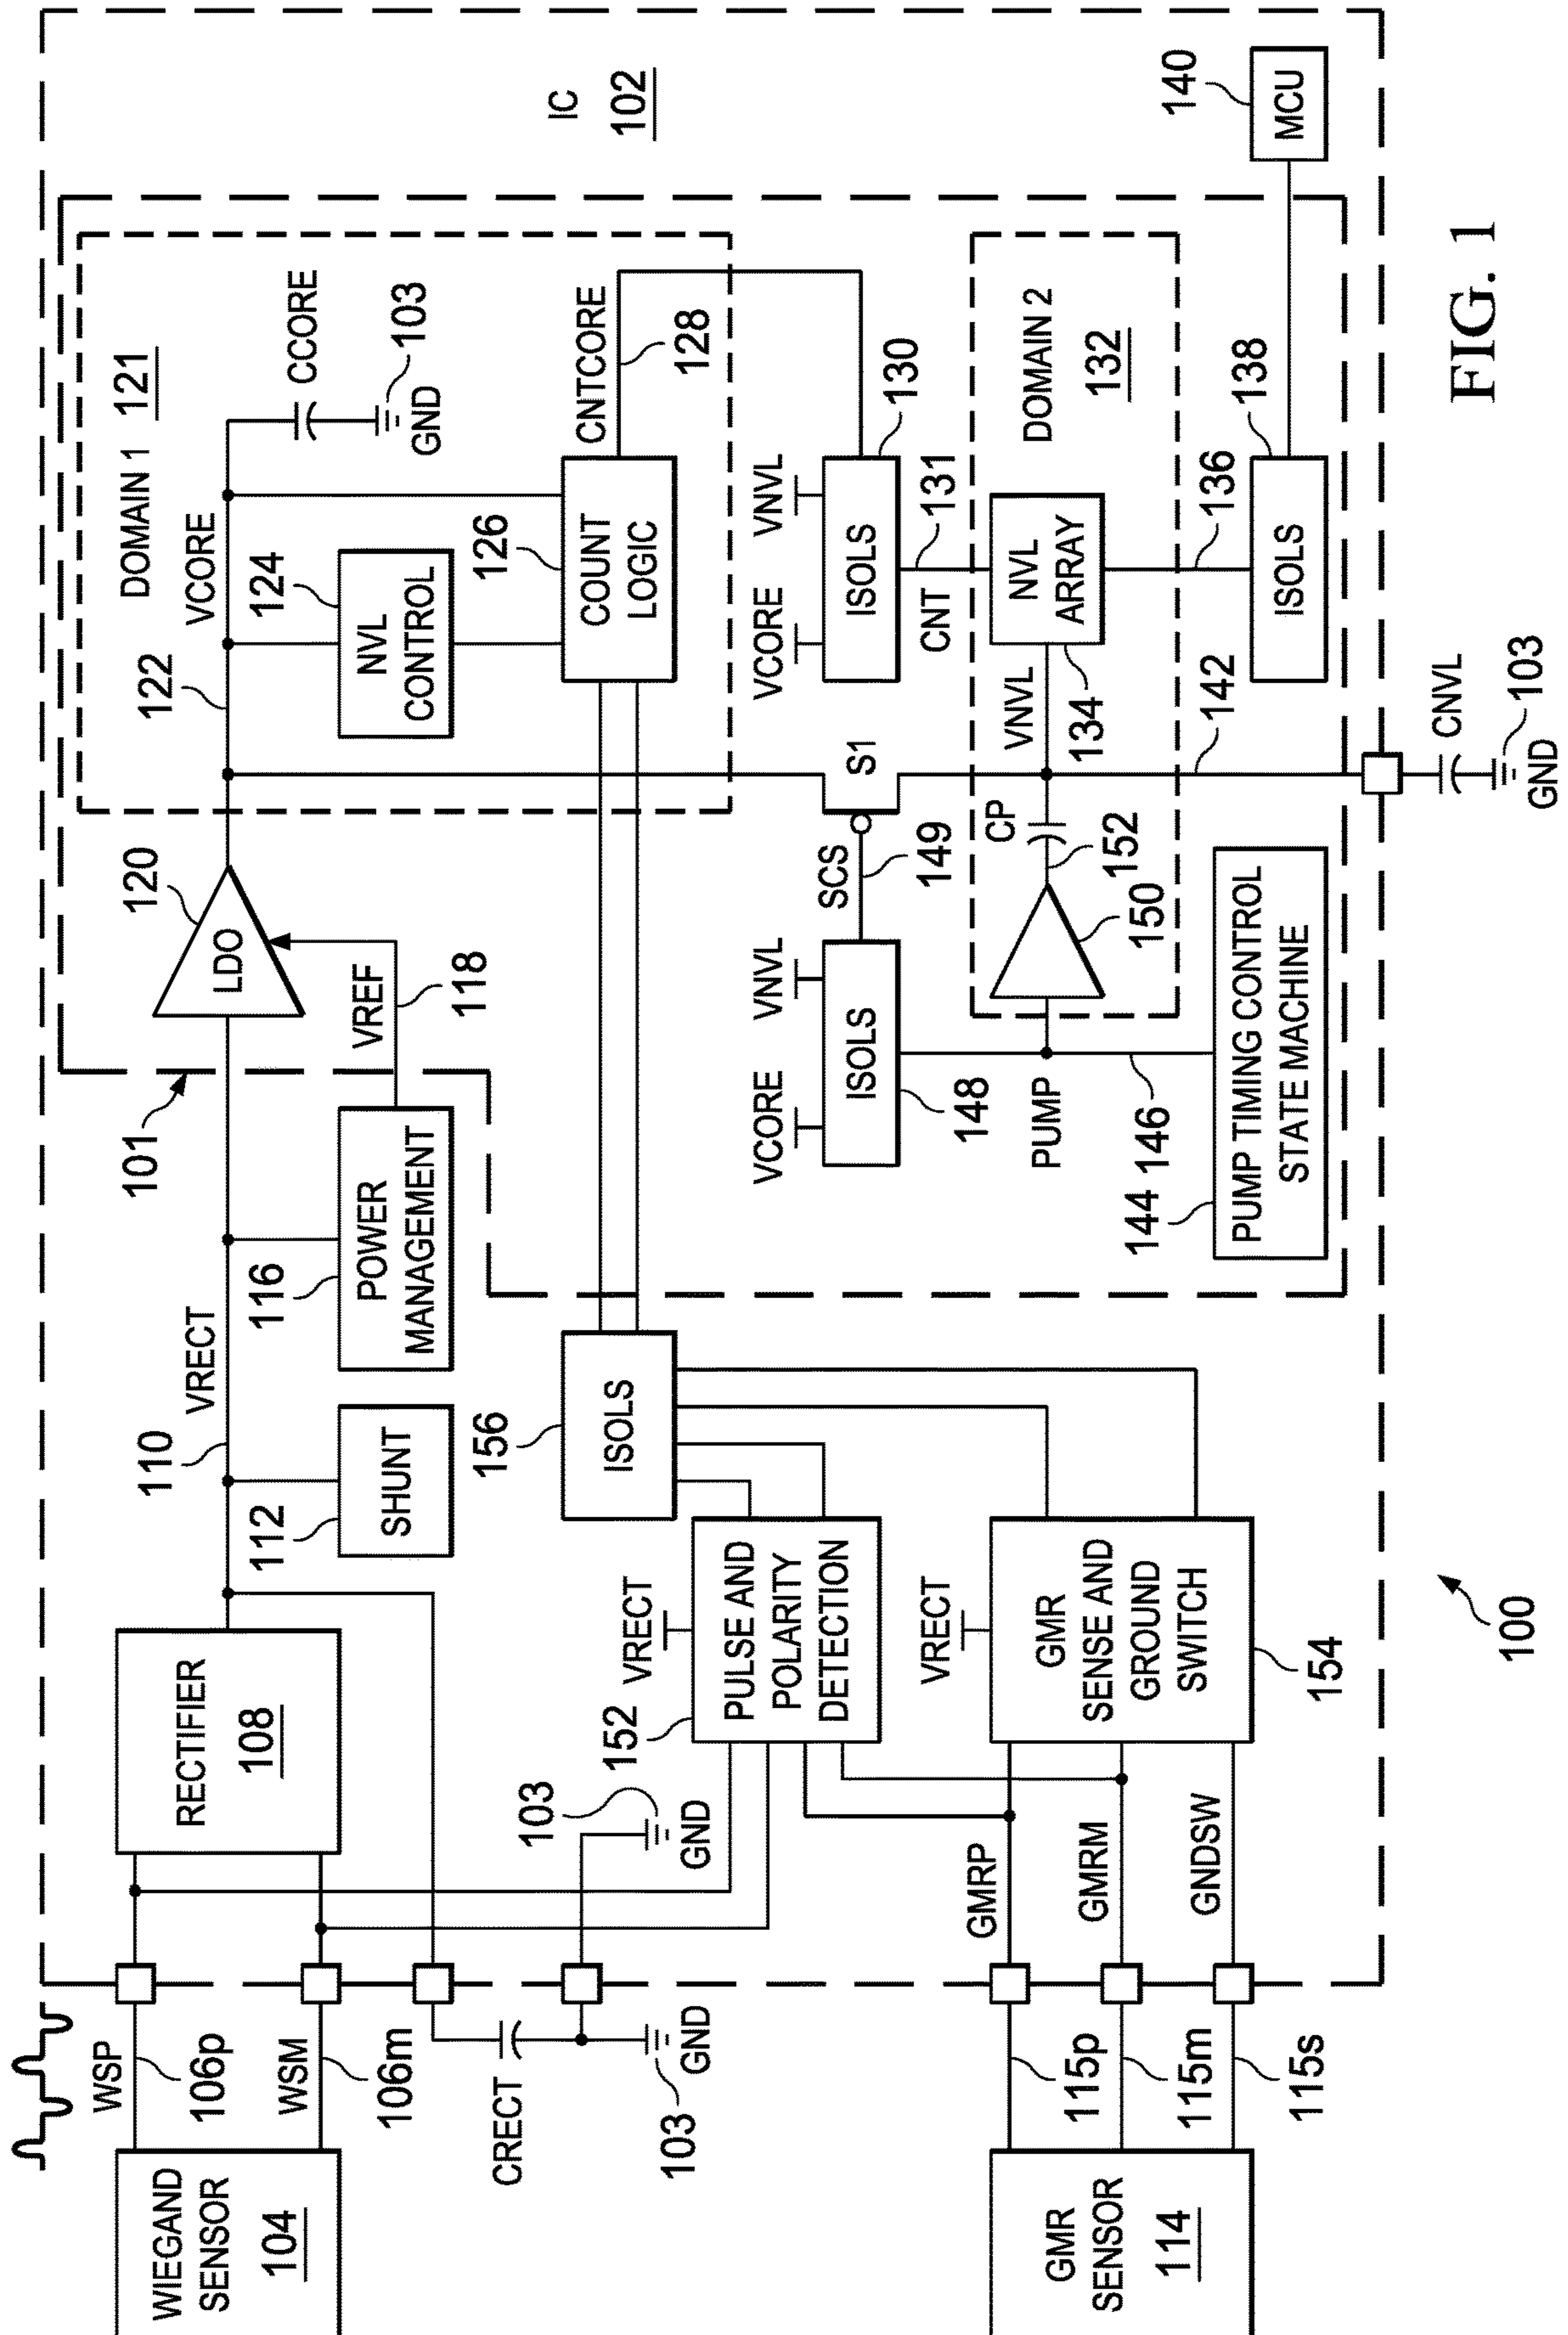 WIEGAND
SENSOR
104
WSP
106p
WSM
106m
CRECT
103
GND
RECTIFIER
108
110
VRECT
112
SHUNT
116
POWER
MANAGEMENT
101
VREF
118
120
LDO
122
DOMAIN 1
121
VCORE
124
NVL
CONTROL
126
COUNT
LOGIC
CCORE
103
GND
CNTCORE
128
IC
102
103
GND
152
VRECT
PULSE AND
POLARITY
DETECTION
156
ISOLS
VCORE
VNVL
ISOLS
148
SCS
149
S1
VCORE
VNVL
ISOLS
130
CNT
131
DOMAIN 2
132
PUMP
146
150
152
CP
VNVL
134
NVL
ARRAY
136
142
ISOLS
138
MCU
140
144
PUMP TIMING CONTROL
STATE MACHINE
CNVL
103
GND
GMR
SENSOR
114
115p
115m
115s
GMRP
GMRM
GNDSW
VRECT
GMR
SENSE AND
GROUND
SWITCH
154
100
FIG. 1